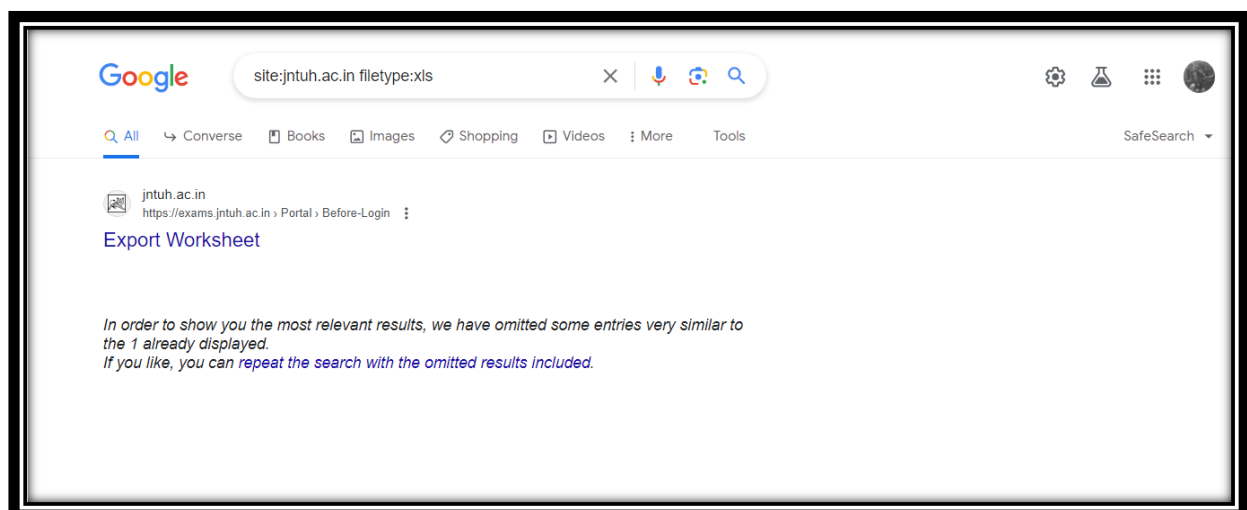 Google site:jntuh.ac.in filetype:xls
All Converse Books Images Shopping Videos More Tools SafeSearch
jntuh.ac.in
https://exams.jntuh.ac.in › Portal › Before-Login
Export Worksheet
In order to show you the most relevant results, we have omitted some entries very similar to
the 1 already displayed.
If you like, you can repeat the search with the omitted results included.